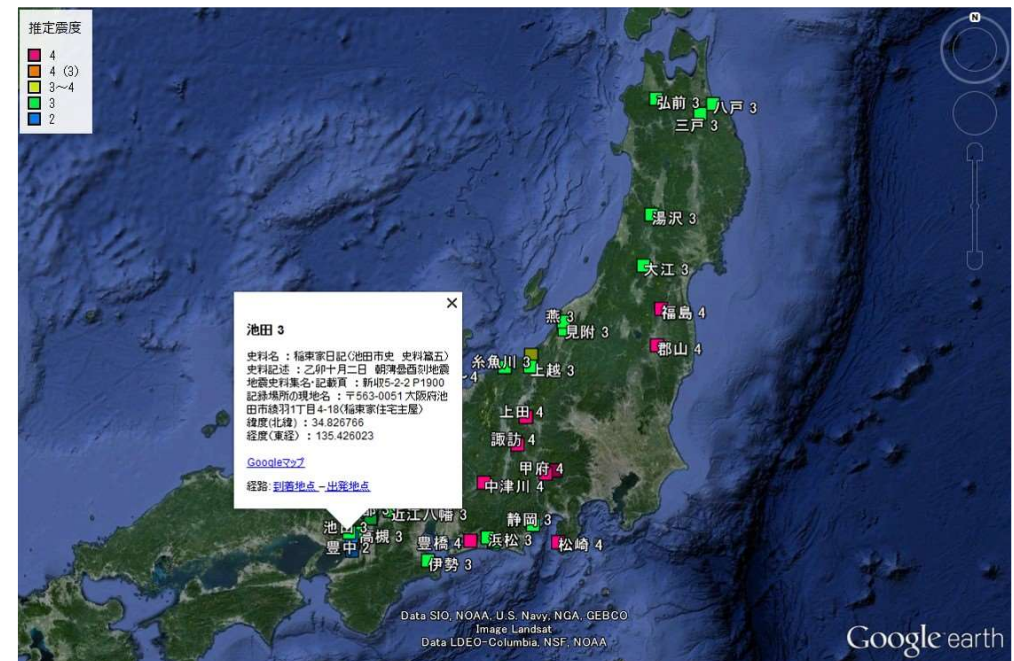 推定震度
4
4（3）
3～4
3
2
N
弘前 3
八戸 3
三戸 3
湯沢 3
大江 3
福島 4
燕 3
見附 3
郡山 4
糸魚川 3
上越 3
～4
上田 4
諏訪 4
甲府 4
中津川 4
池田 3
史料名 ：稲束家日記（池田市史 史料篇五）
史料記述 ：乙卯十月二日 朝薄曇酉刻地震
地震史料集名・記載頁 ：新収5-2-2 P1900
記録場所の現地名 ：〒563-0051 大阪府池
田市綾羽1丁目4-18（稲束家住宅主屋）
緯度（北緯）：34.826766
経度（東経）：135.426023
Googleマップ
経路：到着地点 – 出発地点
近江八幡 3
池田 3
高槻 3
豊中 2
静岡 3
豊橋 4
浜松 3
松崎 4
伊勢 3
Data SIO, NOAA, U.S. Navy, NGA, GEBCO
Image Landsat
Data LDEO-Columbia, NSF, NOAA
Google earth